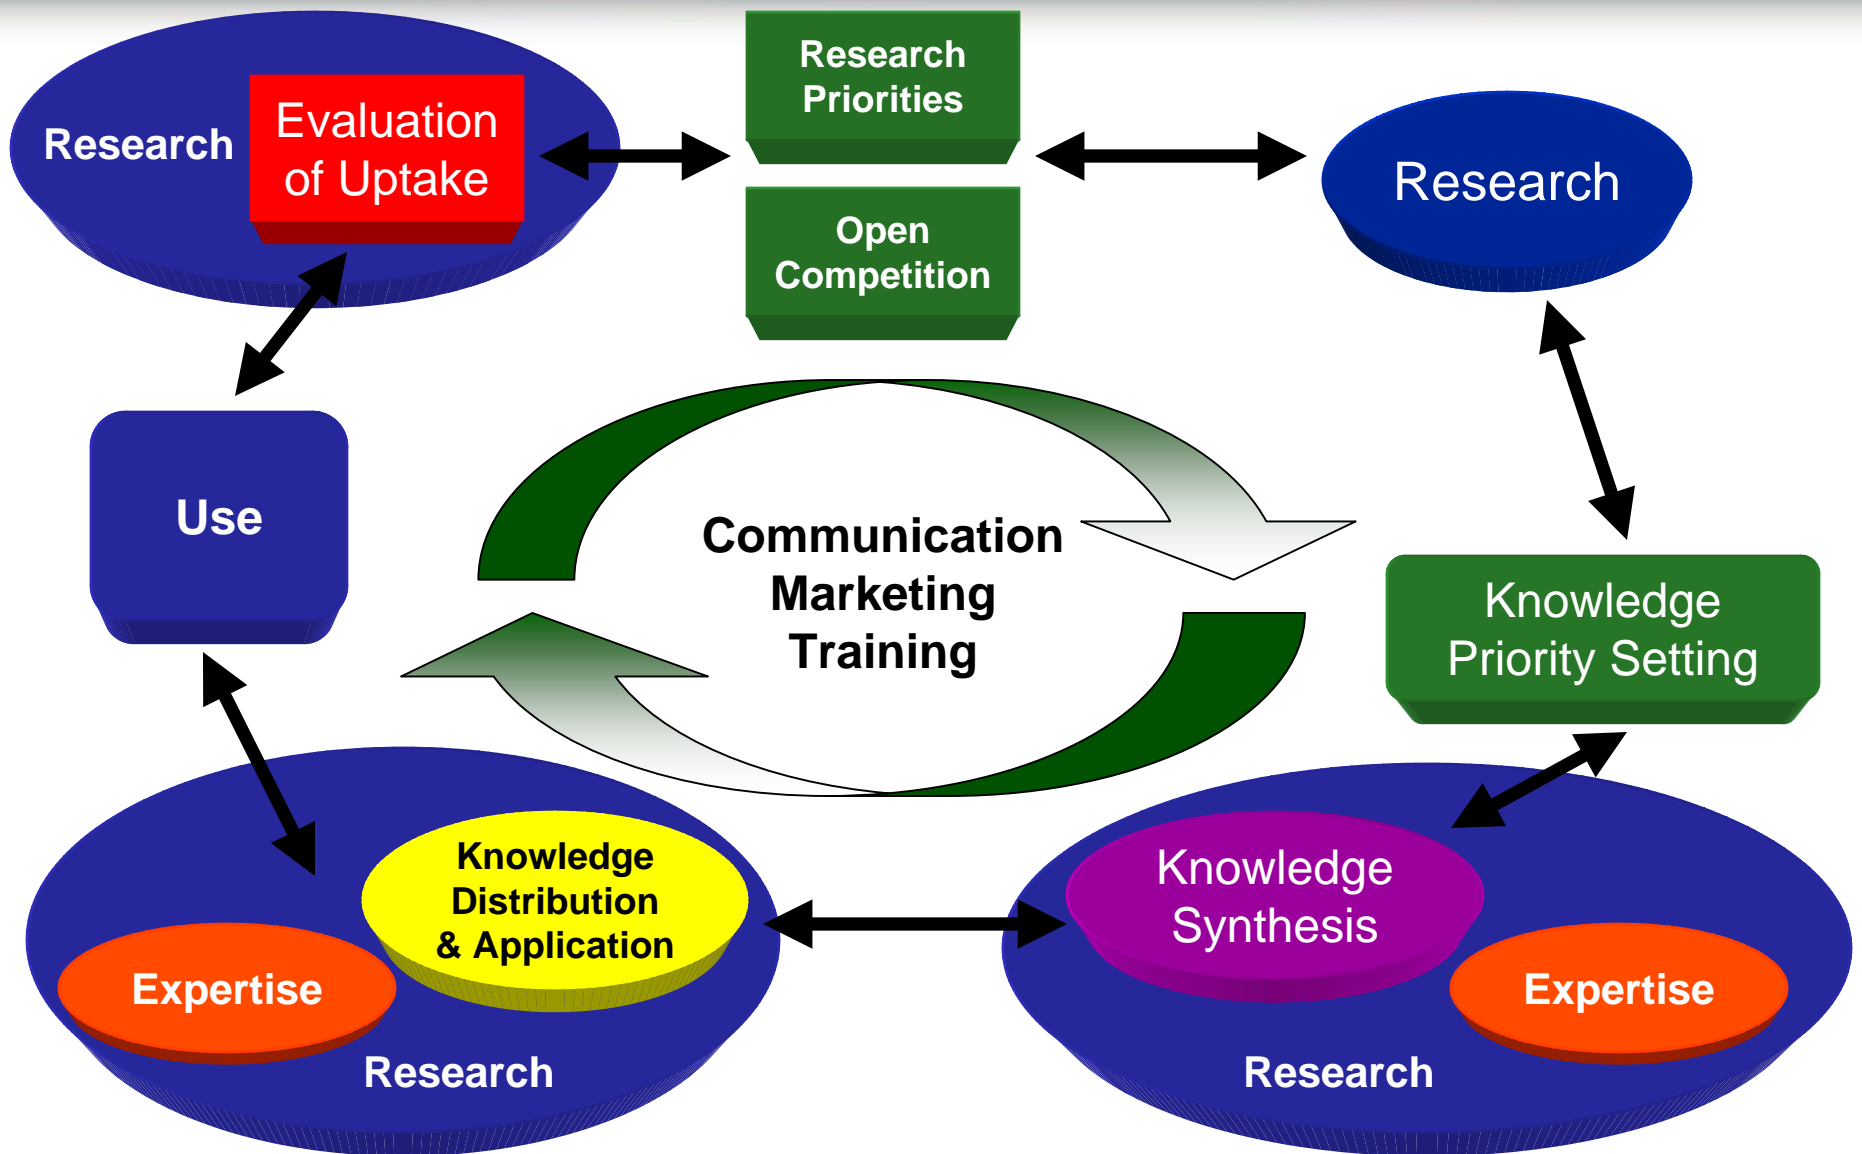 Research
Priorities
Research
Evaluation
of Uptake
Research
Open
Competition
Use
Communication
Marketing
Training
Knowledge
Priority Setting
Knowledge
Distribution
& Application
Expertise
Research
Knowledge
Synthesis
Expertise
Research